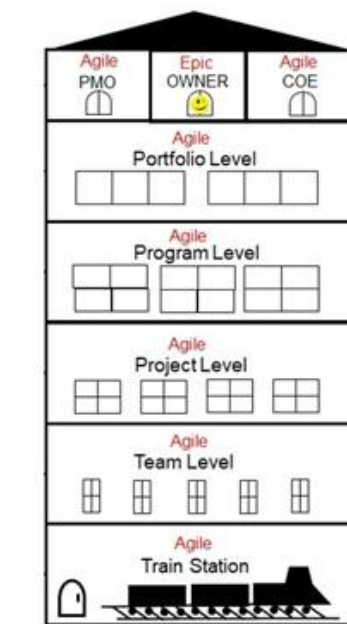 Agile Epic Agile
PMO OWNER COE
Agile
Portfolio Level
Agile
Program Level
Agile
Project Level
Agile
Team Level
Agile
Train Station